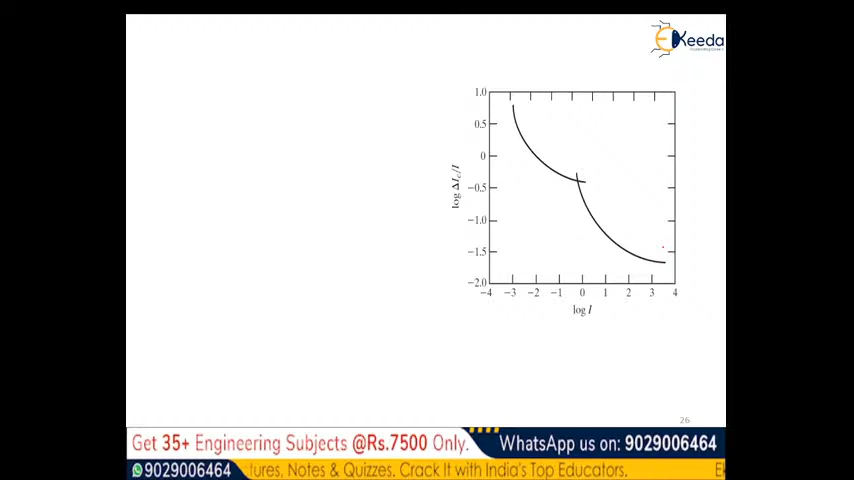 Keeda
1.0
0.5
0
−0.5
−1.0
−1.5
−2.0
log ΔIc/I
−4 −3 −2 −1 0 1 2 3 4
log I
26
Get 35+ Engineering Subjects @Rs.7500 Only. WhatsApp us on: 9029006464
9029006464 tures, Notes & Quizzes. Crack It with India's Top Educators.